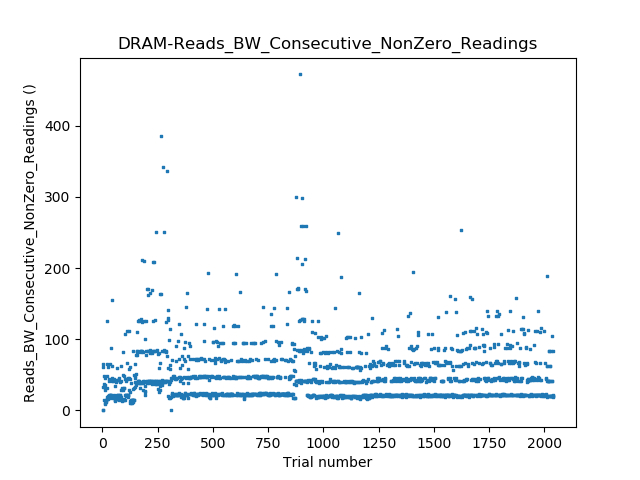 DRAM-Reads_BW_Consecutive_NonZero_Readings
Reads_BW_Consecutive_NonZero_Readings ()
400
300
200
100
0
0 250 500 750 1000 1250 1500 1750 2000
Trial number